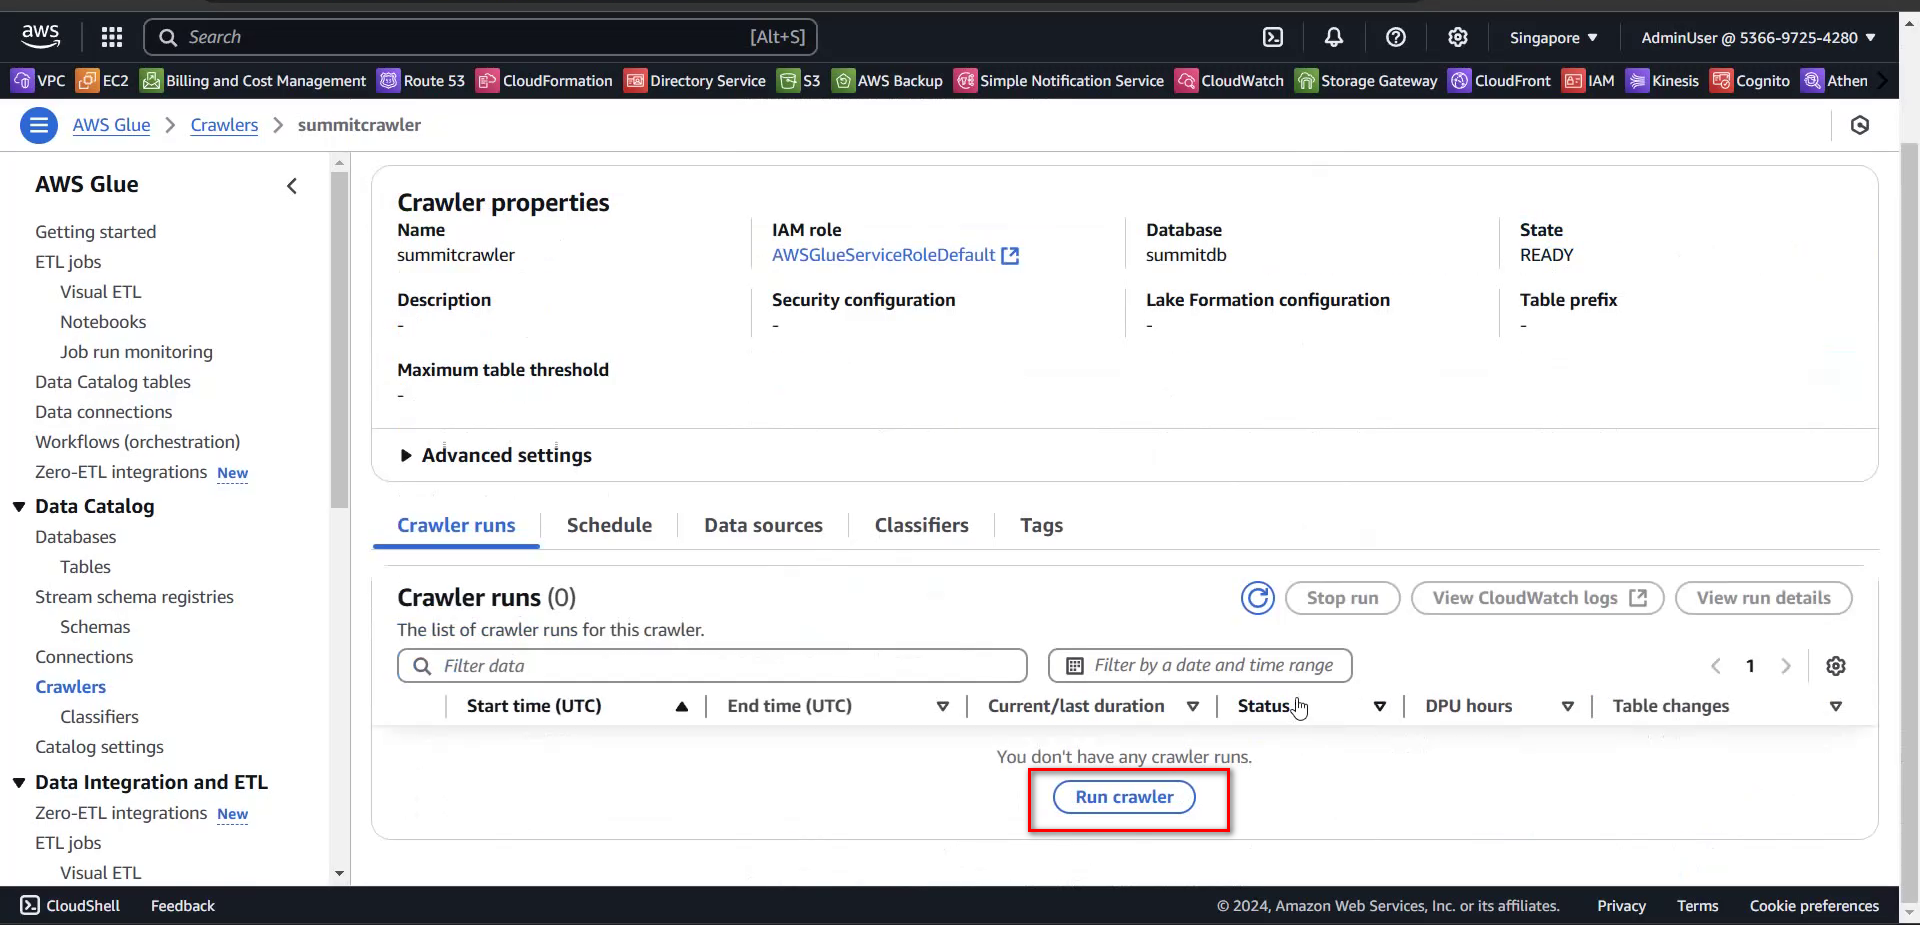 aws
Search [Alt+S]
Singapore ▼ AdminUser @ 5366-9725-4280 ▼
VPC EC2 Billing and Cost Management Route 53 CloudFormation Directory Service S3 AWS Backup Simple Notification Service CloudWatch Storage Gateway CloudFront IAM Kinesis Cognito Athen
AWS Glue > Crawlers > summitcrawler
AWS Glue
Getting started
ETL jobs
Visual ETL
Notebooks
Job run monitoring
Data Catalog tables
Data connections
Workflows (orchestration)
Zero-ETL integrations New
Data Catalog
Databases
Tables
Stream schema registries
Schemas
Connections
Crawlers
Classifiers
Catalog settings
Data Integration and ETL
Zero-ETL integrations New
ETL jobs
Visual ETL
Crawler properties
Name
summitcrawler
IAM role
AWSGlueServiceRoleDefault
Database
summitdb
State
READY
Description
-
Security configuration
-
Lake Formation configuration
-
Table prefix
-
Maximum table threshold
-
Advanced settings
Crawler runs Schedule Data sources Classifiers Tags
Crawler runs (0)
Stop run View CloudWatch logs View run details
The list of crawler runs for this crawler.
Filter data Filter by a date and time range 1
Start time (UTC) End time (UTC) Current/last duration Status DPU hours Table changes
You don't have any crawler runs.
Run crawler
CloudShell Feedback © 2024, Amazon Web Services, Inc. or its affiliates. Privacy Terms Cookie preferences